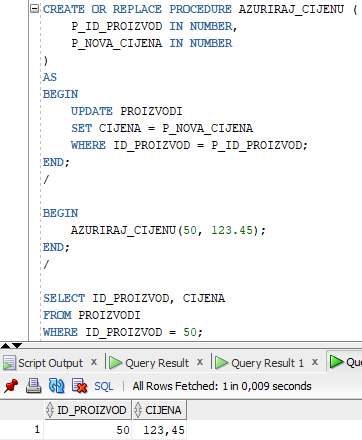 CREATE OR REPLACE PROCEDURE AZURIRAJ_CIJENU (
P_ID_PROIZVOD IN NUMBER,
P_NOVA_CIJENA IN NUMBER
)
AS
BEGIN
UPDATE PROIZVODI
SET CIJENA = P_NOVA_CIJENA
WHERE ID_PROIZVOD = P_ID_PROIZVOD;
END;
/
BEGIN
AZURIRAJ_CIJENU(50, 123.45);
END;
/
SELECT ID_PROIZVOD, CIJENA
FROM PROIZVODI
WHERE ID_PROIZVOD = 50;
Script Output x Query Result x Query Result 1 x Qu
SQL | All Rows Fetched: 1 in 0,009 seconds
ID_PROIZVOD CIJENA
1 50 123,45